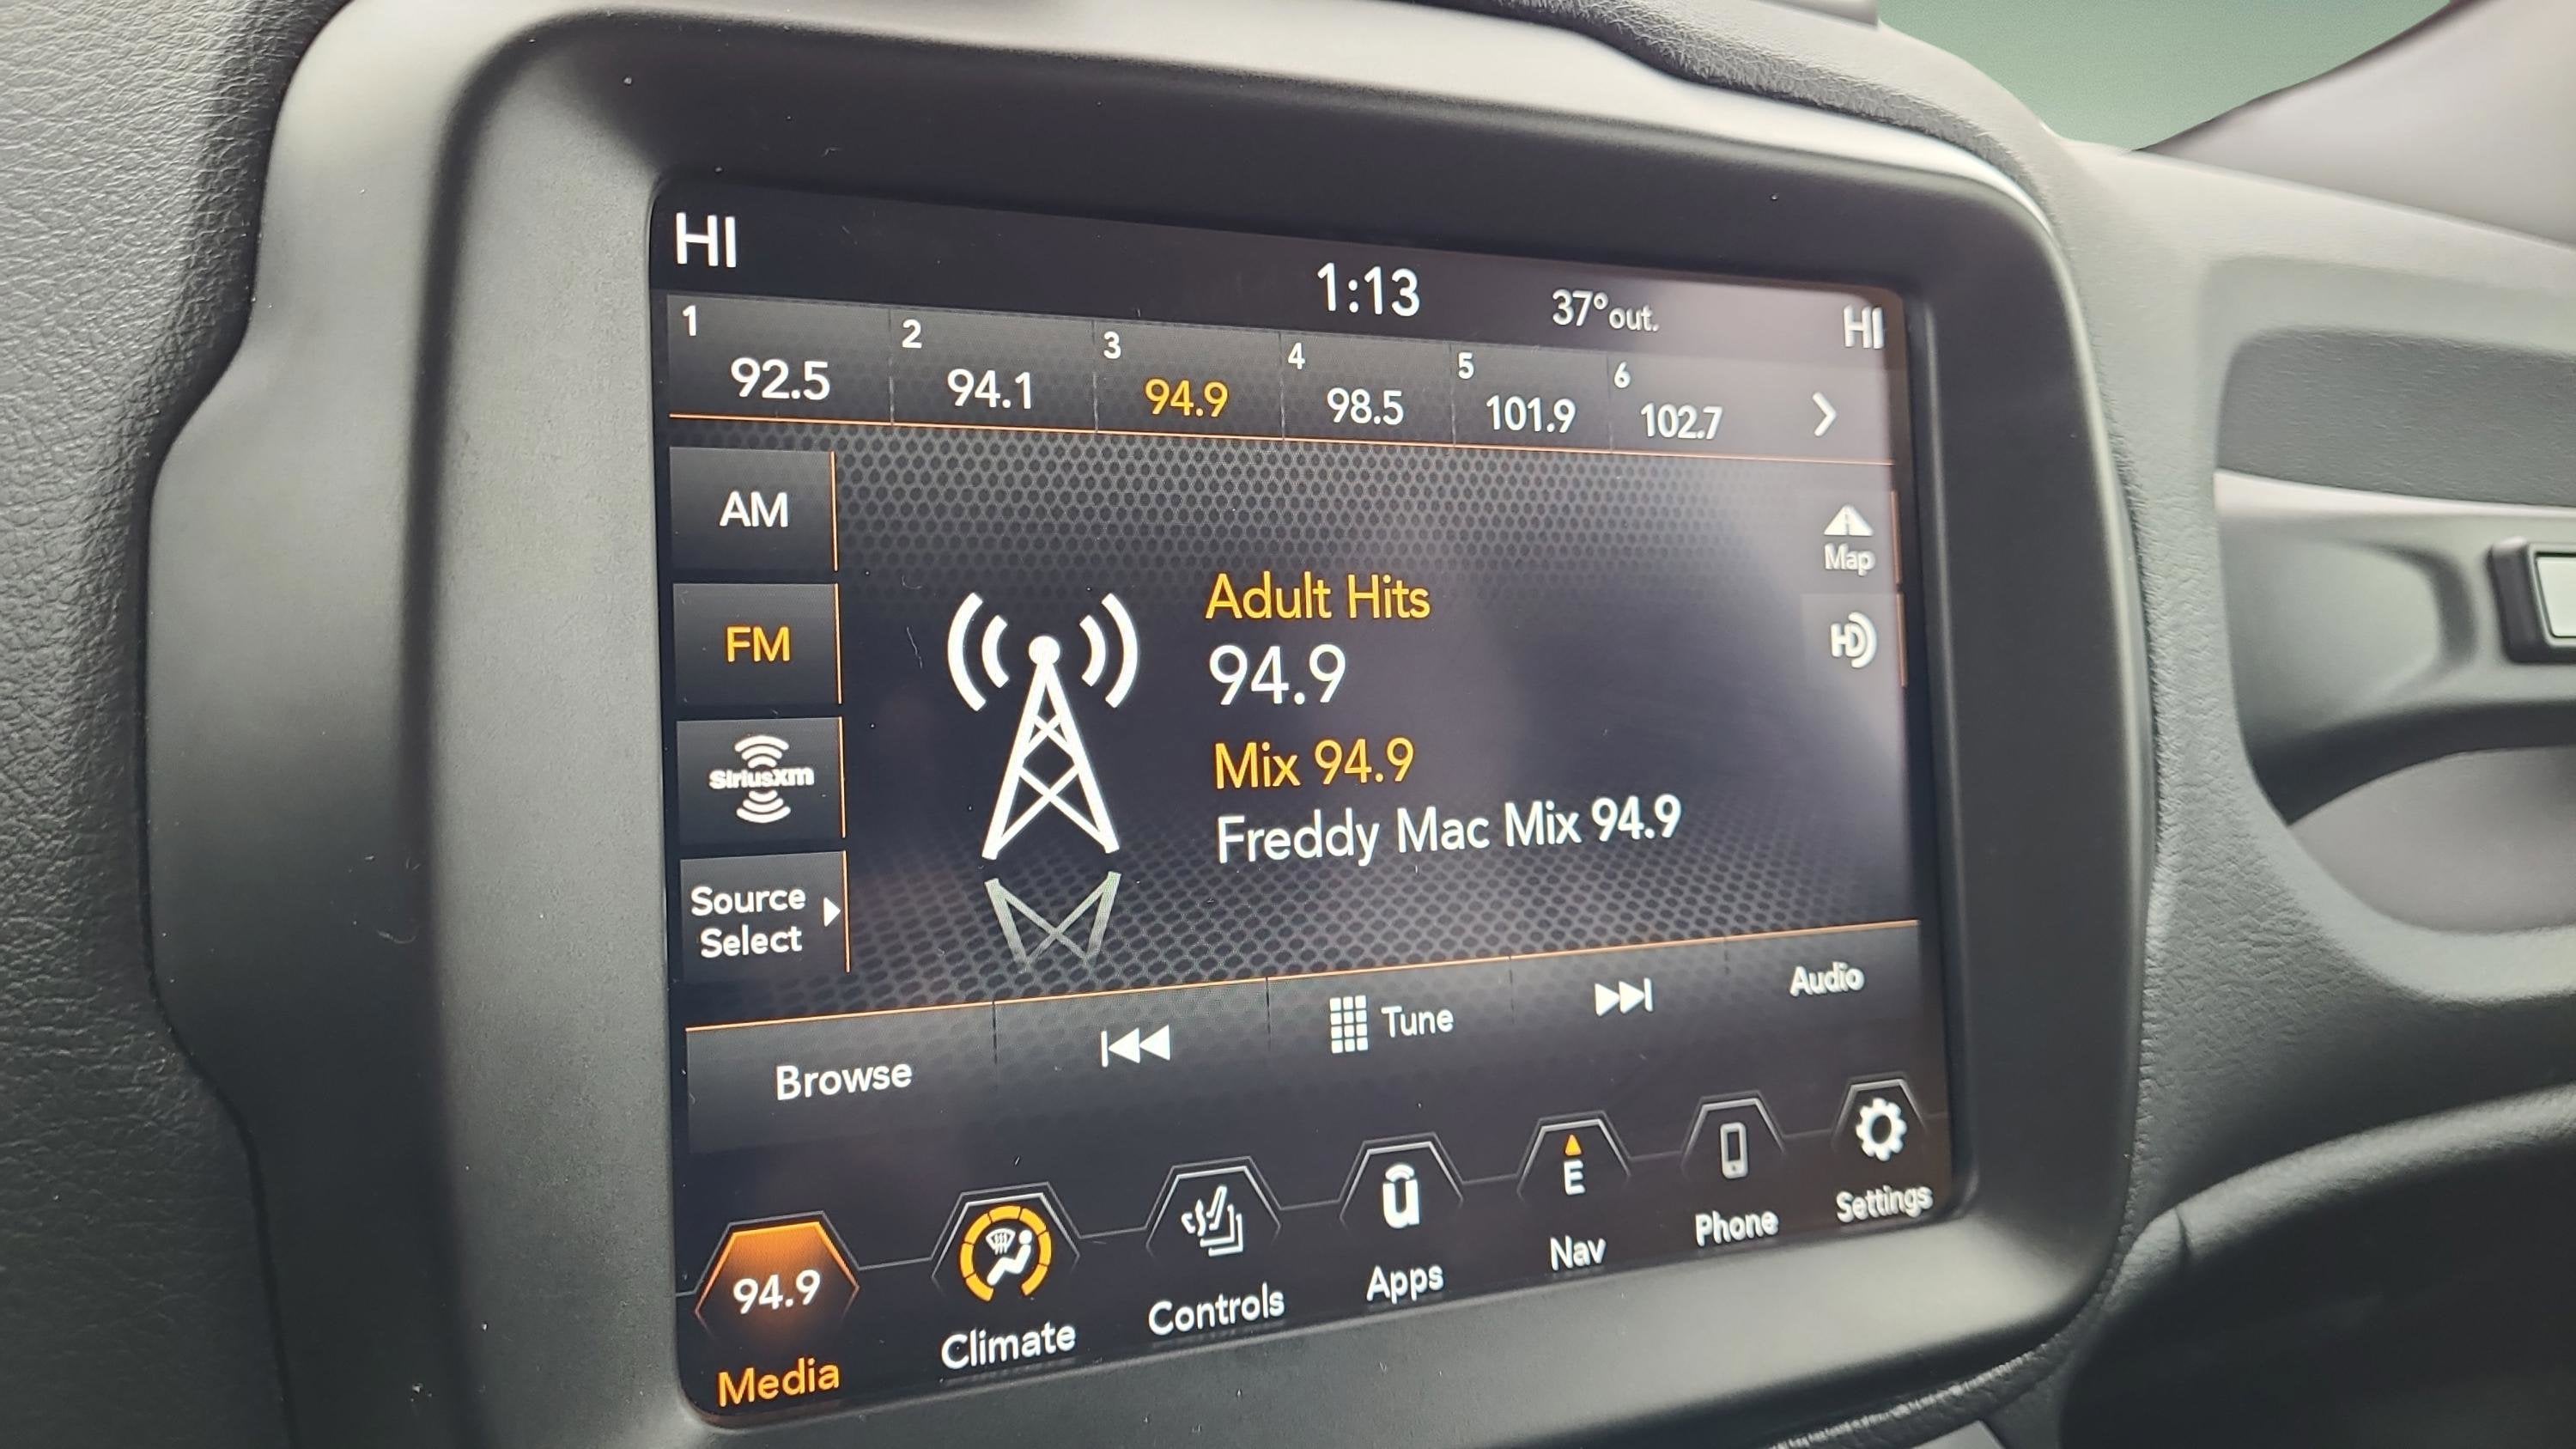 HI
1:13
37°out.
HI
1
92.5
2
94.1
3
94.9
4
98.5
5
101.9
6
102.7
AM
FM
SiriusXM
Source
Select
Adult Hits
94.9
Mix 94.9
Freddy Mac Mix 94.9
Map
HD
Browse
Tune
Audio
94.9
Media
Climate
Controls
u
Apps
E
Nav
Phone
Settings